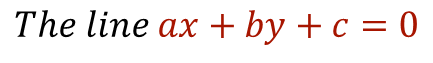 The line ax + by + c = 0